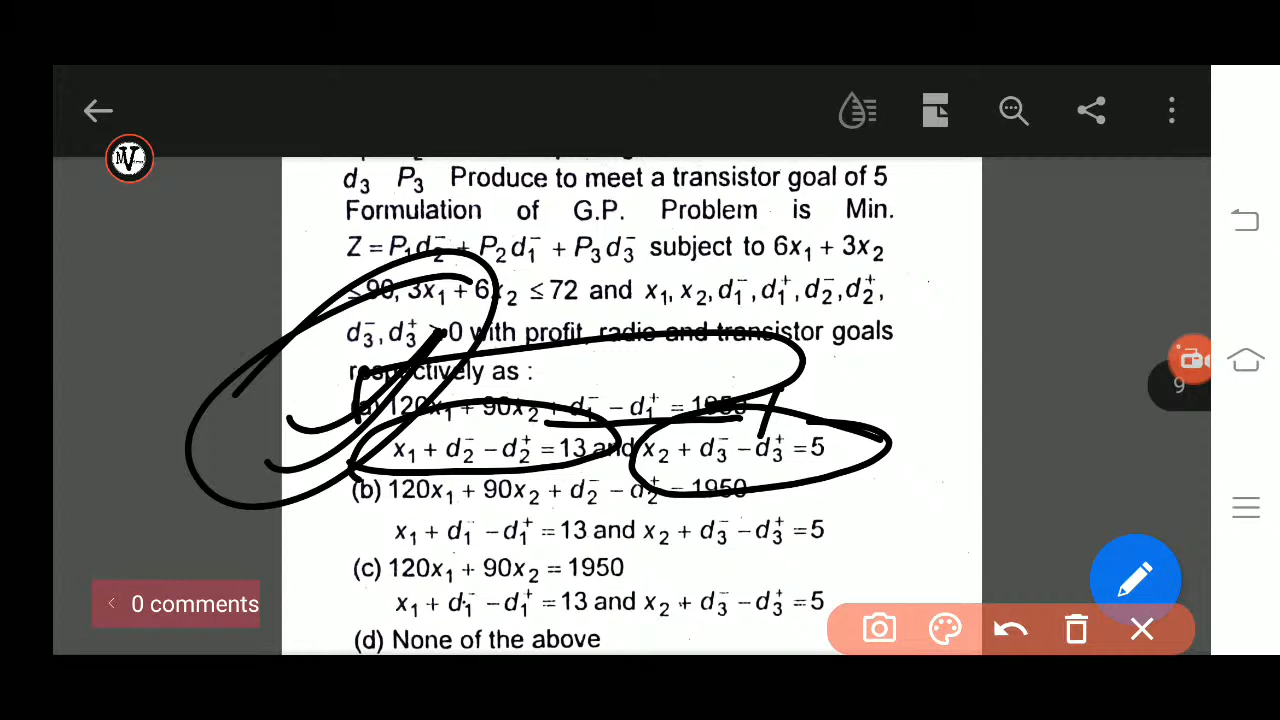 d₃ P₃ Produce to meet a transistor goal of 5
Formulation of G.P. Problem is Min.
Z = P₁d₂⁻ + P₂d₁⁻ + P₃d₃⁻ subject to 6x₁ + 3x₂
≤ 90, 3x₁ + 6x₂ ≤ 72 and x₁, x₂, d₁⁻, d₁⁺, d₂⁻, d₂⁺,
d₃⁻, d₃⁺ ≥ 0 with profit, radio and transistor goals
respectively as :
(a) 120x₁ + 90x₂ + d₁⁻ − d₁⁺ = 1950
x₁ + d₂⁻ − d₂⁺ = 13 and x₂ + d₃⁻ − d₃⁺ = 5
(b) 120x₁ + 90x₂ + d₂⁻ − d₂⁺ = 1950
x₁ + d₁⁻ − d₁⁺ = 13 and x₂ + d₃⁻ − d₃⁺ = 5
(c) 120x₁ + 90x₂ = 1950
x₁ + d₁⁻ − d₁⁺ = 13 and x₂ + d₃⁻ − d₃⁺ = 5
(d) None of the above
9
0 comments